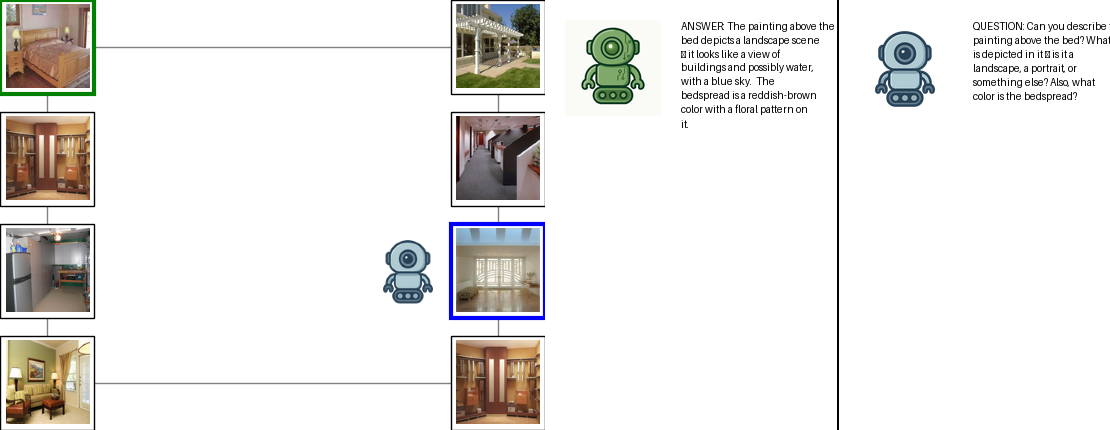 ANSWER: The painting above the
bed depicts a landscape scene
it looks like a view of
buildings and possibly water,
with a blue sky. The
bedspread is a reddish-brown
color with a floral pattern on
it.
QUESTION: Can you describe
painting above the bed? What
is depicted in it is it a
landscape, a portrait, or
something else? Also, what
color is the bedspread?